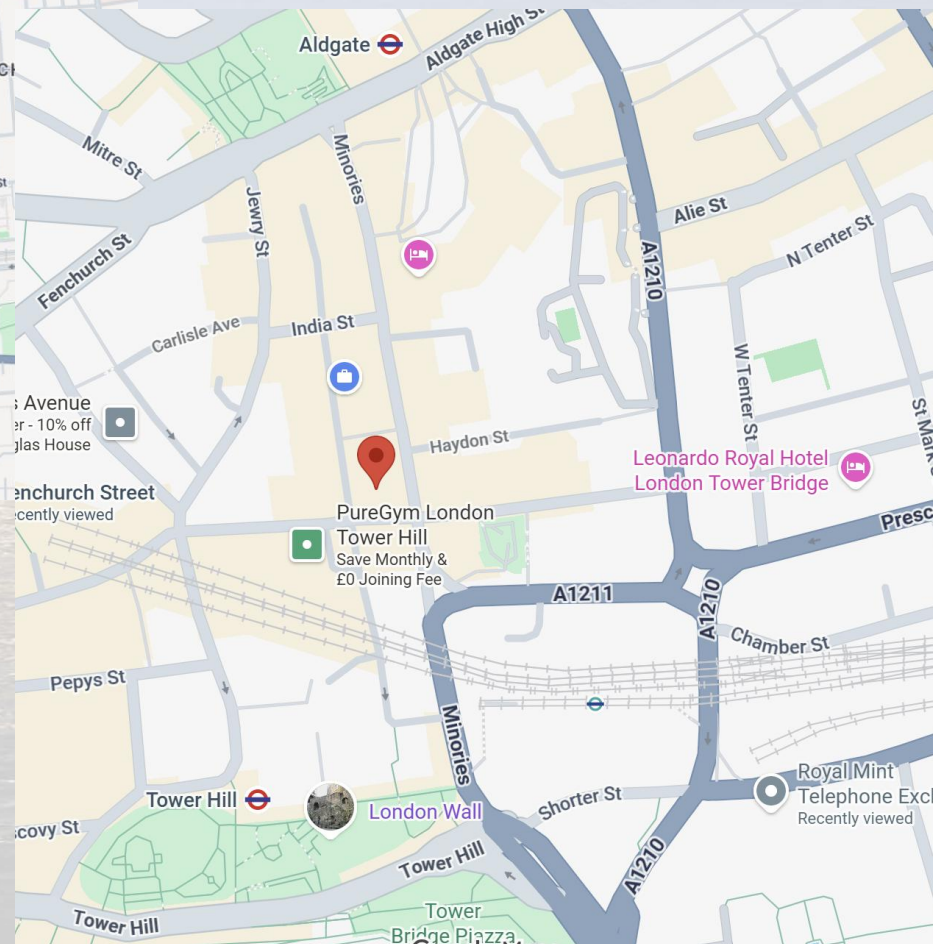 Aldgate
Aldgate High St
Mitre St
Minories
Jewry St
Alie St
N Tenter St
Fenchurch St
A1210
Carlisle Ave
India St
W Tenter St
s Avenue
er - 10% off
glas House
Haydon St
St Mark
Leonardo Royal Hotel
London Tower Bridge
enchurch Street
ecently viewed
PureGym London
Tower Hill
Save Monthly &
£0 Joining Fee
Presc
A1211
A1210
Chamber St
Pepys St
Minories
Royal Mint
Telephone Excl
Recently viewed
Tower Hill
London Wall
Shorter St
scovy St
Tower Hill
A1210
Tower Hill
Tower
Bridge Piazza